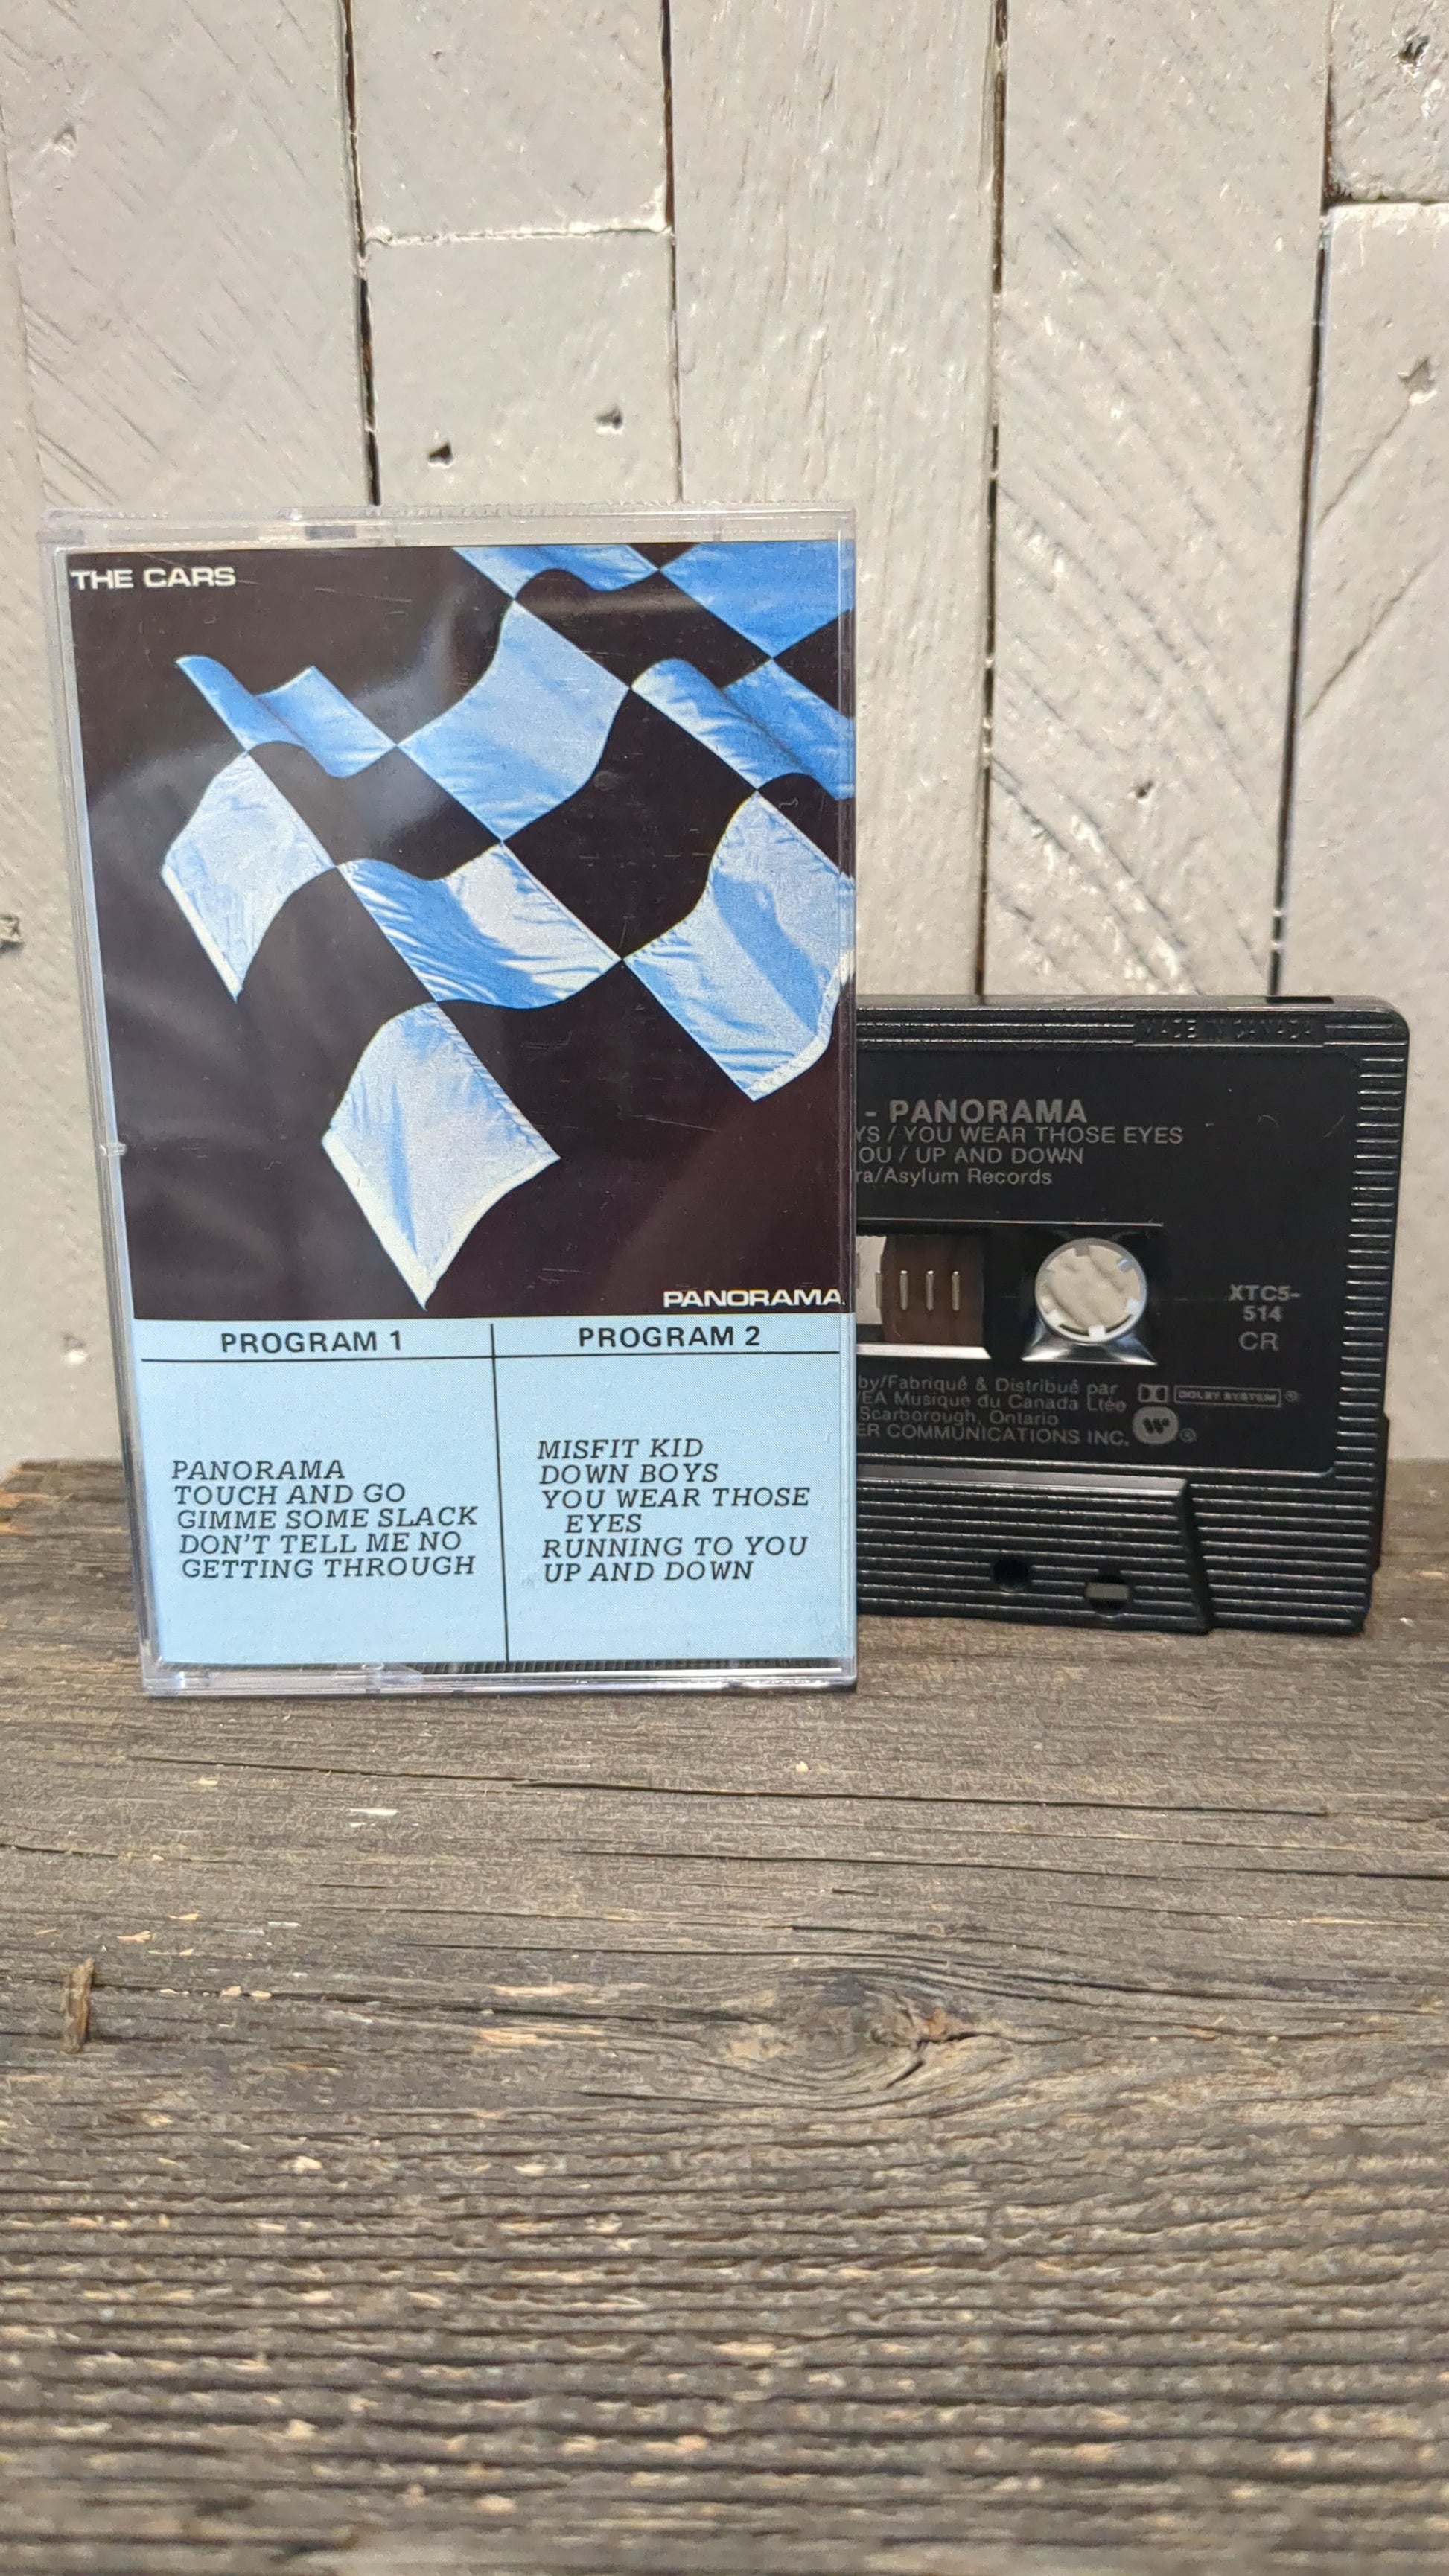 THE CARS
PANORAMA
PROGRAM 1
PANORAMA
TOUCH AND GO
GIMME SOME SLACK
DON'T TELL ME NO
GETTING THROUGH
PROGRAM 2
MISFIT KID
DOWN BOYS
YOU WEAR THOSE
EYES
RUNNING TO YOU
UP AND DOWN
MADE IN CANADA
- PANORAMA
YS / YOU WEAR THOSE EYES
OU / UP AND DOWN
ra/Asylum Records
XTC5-
514
CR
by/Fabriqué & Distribué par
EA Musique du Canada Ltée
Scarborough, Ontario
ER COMMUNICATIONS INC.
DOLBY SYSTEM ®
W ®